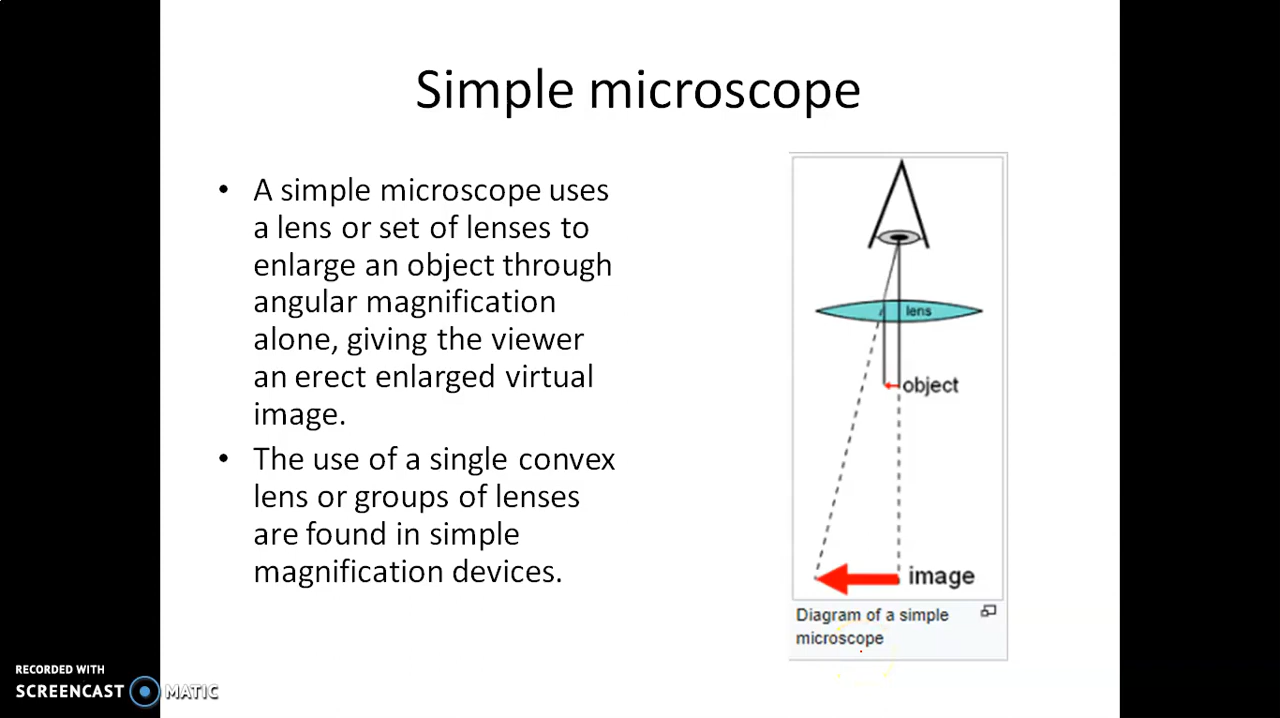 Simple microscope
• A simple microscope uses
a lens or set of lenses to
enlarge an object through
angular magnification
alone, giving the viewer
an erect enlarged virtual
image.
• The use of a single convex
lens or groups of lenses
are found in simple
magnification devices.
lens
object
image
Diagram of a simple
microscope
RECORDED WITH
SCREENCAST MATIC